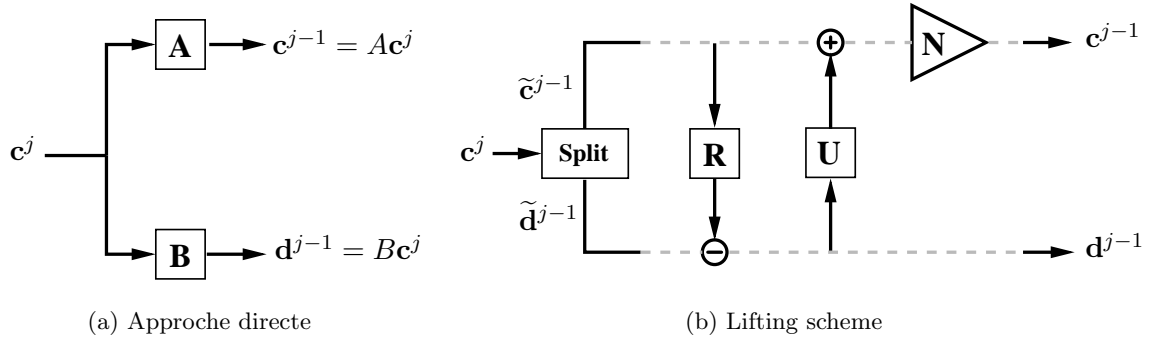 A
c^{j−1} = Ac^j
c^j
B
d^{j−1} = Bc^j
(a) Approche directe
c̃^{j−1}
c^j
Split
d̃^{j−1}
R
−
+
U
N
c^{j−1}
d^{j−1}
(b) Lifting scheme